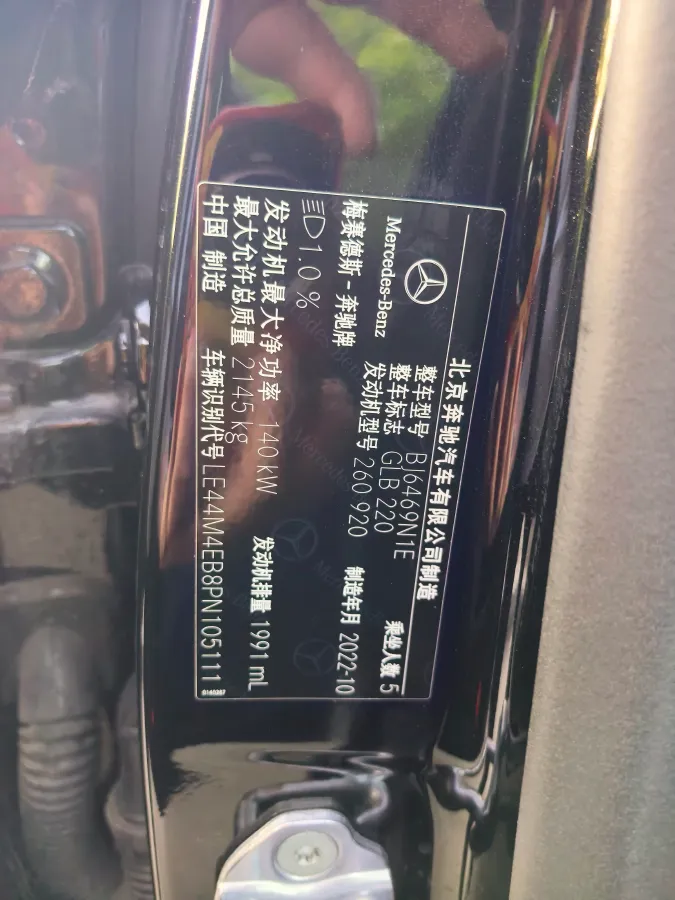 北京奔驰汽车有限公司制造
Mercedes-Benz
梅赛德斯-奔驰牌
整车型号 BJ6469N1E
乘坐人数 5
整车标志 GLB 220
发动机型号 260 920
制造年月 2022-10
1.0 %
发动机最大净功率 140 kW
发动机排量 1991 mL
最大允许总质量 2145 kg
中国 制造
车辆识别代号 LE44M4EB8PN105111